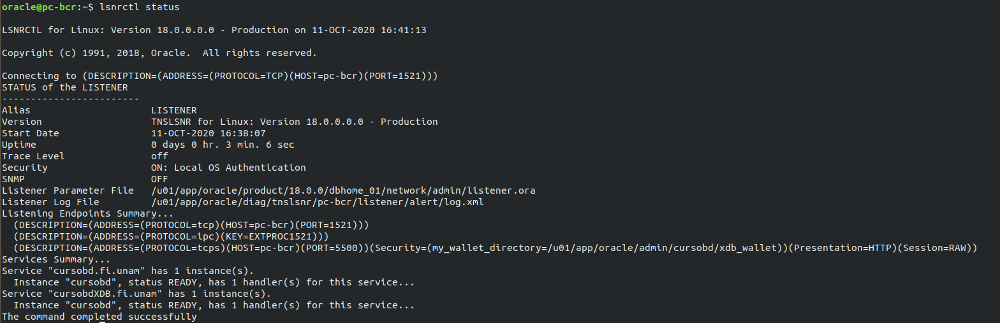 oracle@pc-bcr:~$ lsnrctl status
LSNRCTL for Linux: Version 18.0.0.0.0 - Production on 11-OCT-2020 16:41:13
Copyright (c) 1991, 2018, Oracle.  All rights reserved.
Connecting to (DESCRIPTION=(ADDRESS=(PROTOCOL=TCP)(HOST=pc-bcr)(PORT=1521)))
STATUS of the LISTENER
------------------------
Alias                     LISTENER
Version                   TNSLSNR for Linux: Version 18.0.0.0.0 - Production
Start Date                11-OCT-2020 16:38:07
Uptime                    0 days 0 hr. 3 min. 6 sec
Trace Level               off
Security                  ON: Local OS Authentication
SNMP                      OFF
Listener Parameter File   /u01/app/oracle/product/18.0.0/dbhome_01/network/admin/listener.ora
Listener Log File         /u01/app/oracle/diag/tnslsnr/pc-bcr/listener/alert/log.xml
Listening Endpoints Summary...
  (DESCRIPTION=(ADDRESS=(PROTOCOL=tcp)(HOST=pc-bcr)(PORT=1521)))
  (DESCRIPTION=(ADDRESS=(PROTOCOL=ipc)(KEY=EXTPROC1521)))
  (DESCRIPTION=(ADDRESS=(PROTOCOL=tcps)(HOST=pc-bcr)(PORT=5500))(Security=(my_wallet_directory=/u01/app/oracle/admin/cursobd/xdb_wallet))(Presentation=HTTP)(Session=RAW))
Services Summary...
Service "cursobd.fi.unam" has 1 instance(s).
  Instance "cursobd", status READY, has 1 handler(s) for this service...
Service "cursobdXDB.fi.unam" has 1 instance(s).
  Instance "cursobd", status READY, has 1 handler(s) for this service...
The command completed successfully